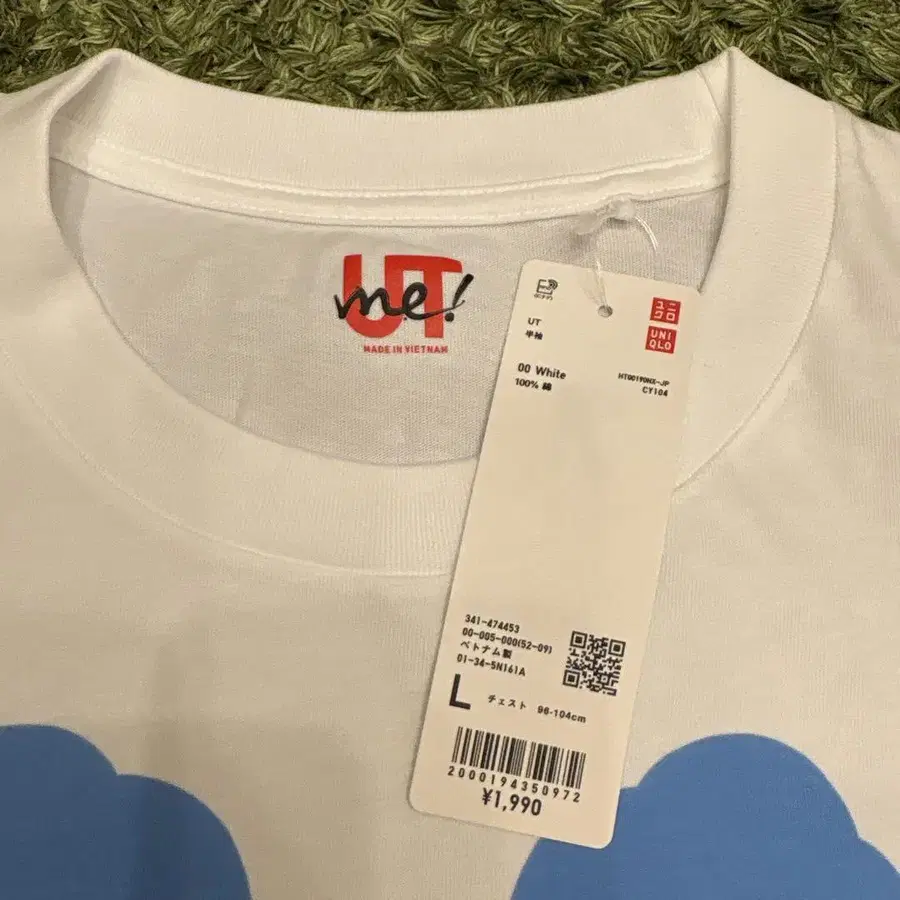 UT
me!
MADE IN VIETNAM
ユニ
クロ
UNI
QLO
UT
半袖
00 White
100% 綿
HT00190NX-JP
CY104
341-474453
00-005-000(52-09)
ベトナム製
01-34-5N161A
L チェスト 96-104cm
2000194350972
¥1,990